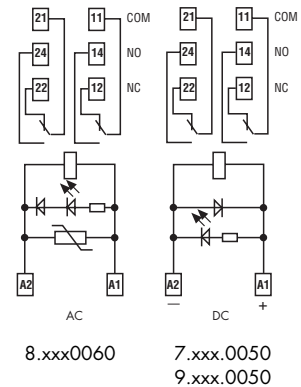 21 11 COM 21 11 COM
24 14 NO 24 14 NO
22 12 NC 22 12 NC
A2 A1 A2 A1
— +
AC DC
8.xxx0060 7.xxx.0050
9.xxx.0050